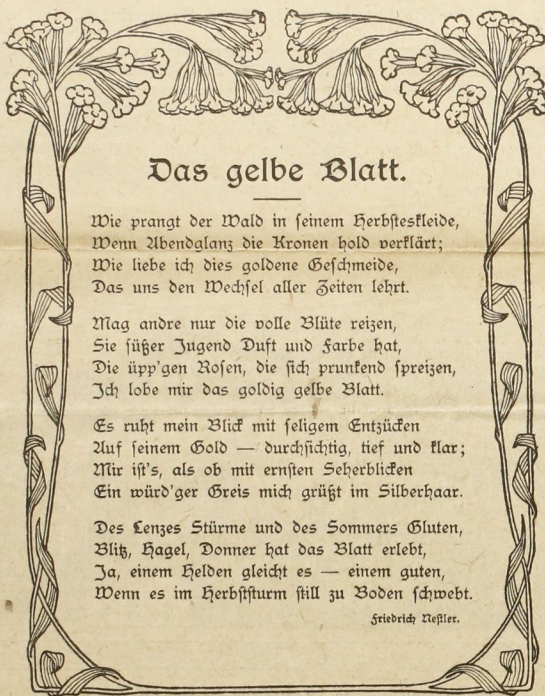 Das gelbe Blatt.
Wie prangt der Wald in seinem Herbsteskleide,
Wenn Abendglanz die Kronen hold verklärt;
Wie liebe ich dies goldene Geschmeide,
Das uns den Wechsel aller Zeiten lehrt.
Mag andre nur die volle Blüte reizen,
Sie süßer Jugend Duft und Farbe hat,
Die üpp'gen Rosen, die sich prunkend spreizen,
Ich lobe mir das goldig gelbe Blatt.
Es ruht mein Blick mit seligem Entzücken
Auf seinem Gold — durchsichtig, tief und klar;
Mir ist's, als ob mit ernsten Seherblicken
Ein würd'ger Greis mich grüßt im Silberhaar.
Des Lenzes Stürme und des Sommers Gluten,
Blitz, Hagel, Donner hat das Blatt erlebt,
Ja, einem Helden gleicht es — einem guten,
Wenn es im Herbststurm still zu Boden schwebt.
Friedrich Nestler.